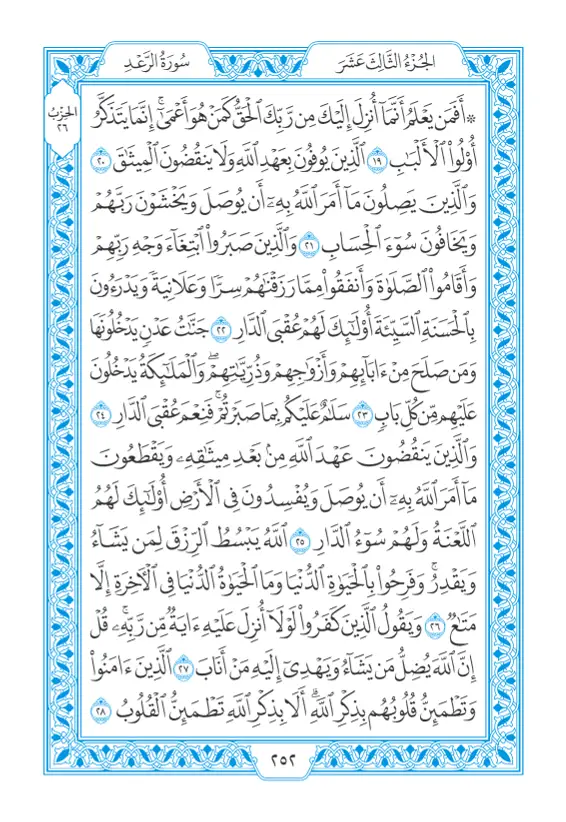 الجُزْءُ الثَّالِثَ عَشَرَ
سُورَةُ الرَّعْدِ
الحِزْبُ
٢٦
* أَفَمَن يَعْلَمُ أَنَّمَآ أُنزِلَ إِلَيْكَ مِن رَّبِّكَ ٱلْحَقُّ كَمَنْ هُوَ أَعْمَىٰٓۚ إِنَّمَا يَتَذَكَّرُ
أُوْلُواْ ٱلْأَلْبَٰبِ ١٩ ٱلَّذِينَ يُوفُونَ بِعَهْدِ ٱللَّهِ وَلَا يَنقُضُونَ ٱلْمِيثَٰقَ ٢٠
وَٱلَّذِينَ يَصِلُونَ مَآ أَمَرَ ٱللَّهُ بِهِۦٓ أَن يُوصَلَ وَيَخْشَوْنَ رَبَّهُمْ
وَيَخَافُونَ سُوٓءَ ٱلْحِسَابِ ٢١ وَٱلَّذِينَ صَبَرُواْ ٱبْتِغَآءَ وَجْهِ رَبِّهِمْ
وَأَقَامُواْ ٱلصَّلَوٰةَ وَأَنفَقُواْ مِمَّا رَزَقْنَٰهُمْ سِرًّا وَعَلَانِيَةً وَيَدْرَءُونَ
بِٱلْحَسَنَةِ ٱلسَّيِّئَةَ أُوْلَٰٓئِكَ لَهُمْ عُقْبَى ٱلدَّارِ ٢٢ جَنَّٰتُ عَدْنٍ يَدْخُلُونَهَا
وَمَن صَلَحَ مِنْ ءَابَآئِهِمْ وَأَزْوَٰجِهِمْ وَذُرِّيَّٰتِهِمْۖ وَٱلْمَلَٰٓئِكَةُ يَدْخُلُونَ
عَلَيْهِم مِّن كُلِّ بَابٍ ٢٣ سَلَٰمٌ عَلَيْكُم بِمَا صَبَرْتُمْۚ فَنِعْمَ عُقْبَى ٱلدَّارِ ٢٤
وَٱلَّذِينَ يَنقُضُونَ عَهْدَ ٱللَّهِ مِنۢ بَعْدِ مِيثَٰقِهِۦ وَيَقْطَعُونَ
مَآ أَمَرَ ٱللَّهُ بِهِۦٓ أَن يُوصَلَ وَيُفْسِدُونَ فِي ٱلْأَرْضِ أُوْلَٰٓئِكَ لَهُمُ
ٱللَّعْنَةُ وَلَهُمْ سُوٓءُ ٱلدَّارِ ٢٥ ٱللَّهُ يَبْسُطُ ٱلرِّزْقَ لِمَن يَشَآءُ
وَيَقْدِرُۚ وَفَرِحُواْ بِٱلْحَيَوٰةِ ٱلدُّنْيَا وَمَا ٱلْحَيَوٰةُ ٱلدُّنْيَا فِي ٱلْأٓخِرَةِ إِلَّا
مَتَٰعٌ ٢٦ وَيَقُولُ ٱلَّذِينَ كَفَرُواْ لَوْلَآ أُنزِلَ عَلَيْهِ ءَايَةٌ مِّن رَّبِّهِۦۚ قُلْ
إِنَّ ٱللَّهَ يُضِلُّ مَن يَشَآءُ وَيَهْدِيٓ إِلَيْهِ مَنْ أَنَابَ ٢٧ ٱلَّذِينَ ءَامَنُواْ
وَتَطْمَئِنُّ قُلُوبُهُم بِذِكْرِ ٱللَّهِۗ أَلَا بِذِكْرِ ٱللَّهِ تَطْمَئِنُّ ٱلْقُلُوبُ ٢٨
٢٥٢